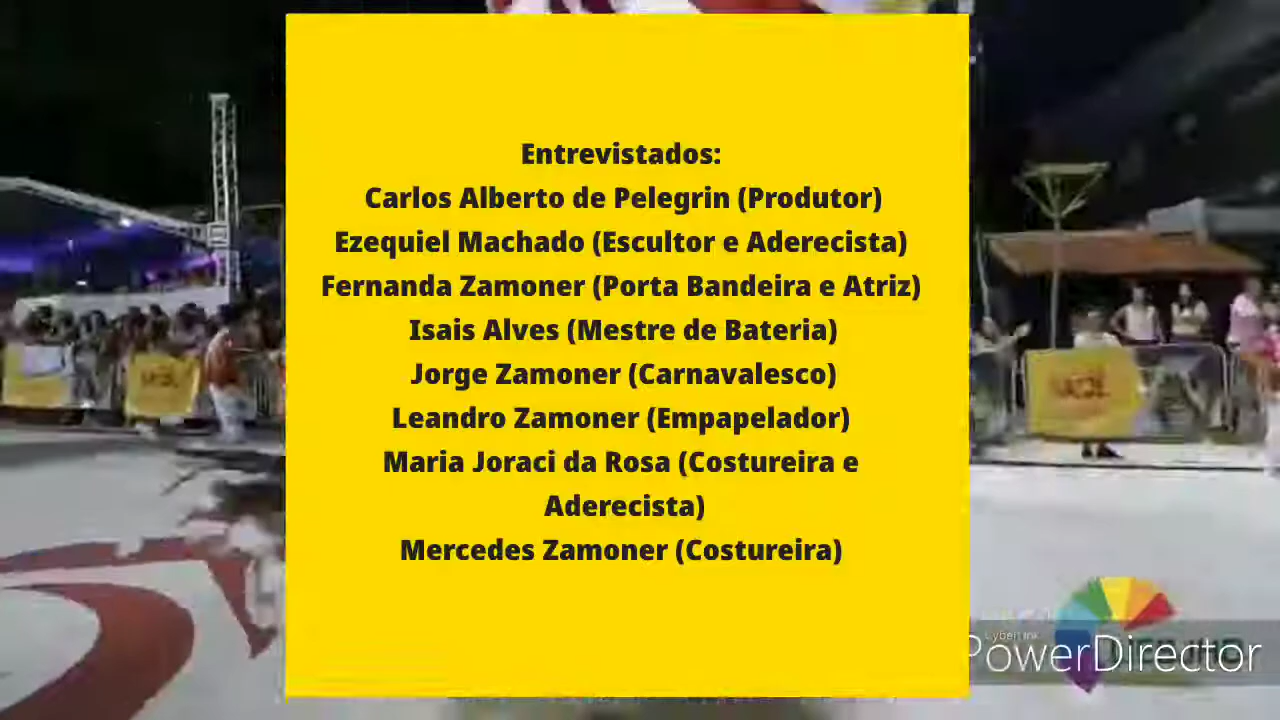 Entrevistados:
Carlos Alberto de Pelegrin (Produtor)
Ezequiel Machado (Escultor e Aderecista)
Fernanda Zamoner (Porta Bandeira e Atriz)
Isais Alves (Mestre de Bateria)
Jorge Zamoner (Carnavalesco)
Leandro Zamoner (Empapelador)
Maria Joraci da Rosa (Costureira e
Aderecista)
Mercedes Zamoner (Costureira)
CyberLink
PowerDirector